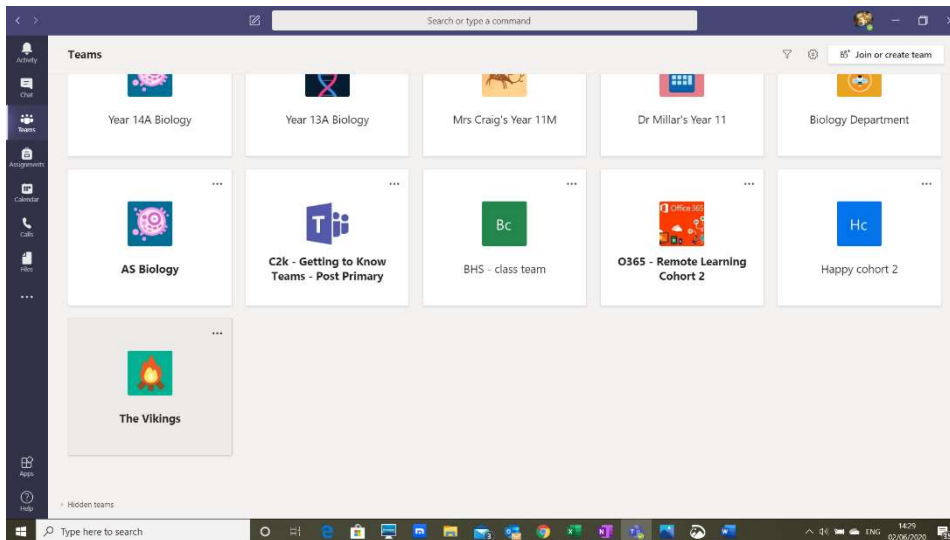 Search or type a command
Activity
Teams
Join or create team
Chat
Teams
Assignments
Calendar
Calls
Files
Year 14A Biology
Year 13A Biology
Mrs Craig's Year 11M
Dr Millar's Year 11
Biology Department
AS Biology
C2k - Getting to Know
Teams - Post Primary
Bc
BHS - class team
Office 365
O365 - Remote Learning
Cohort 2
Hc
Happy cohort 2
The Vikings
Apps
Help
Hidden teams
Type here to search
ENG
14:29
02/06/2020